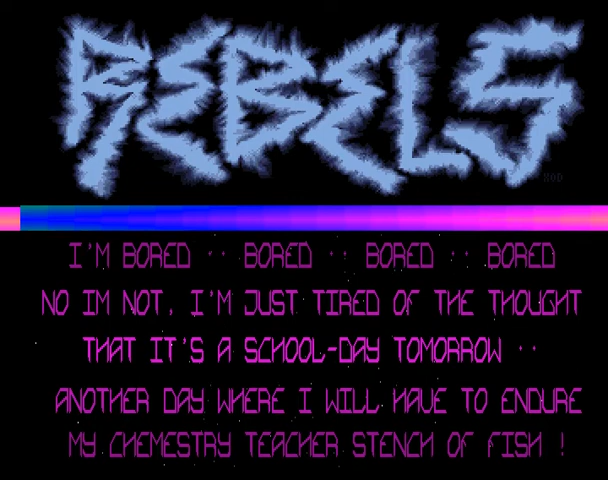 REBELS
ROD
I'M BORED ·· BORED ·· BORED ·· BORED
NO IM NOT, I'M JUST TIRED OF THE THOUGHT
THAT IT'S A SCHOOL-DAY TOMORROW ··
ANOTHER DAY WHERE I WILL HAVE TO ENDURE
MY CHEMESTRY TEACHER STENCH OF FISH !